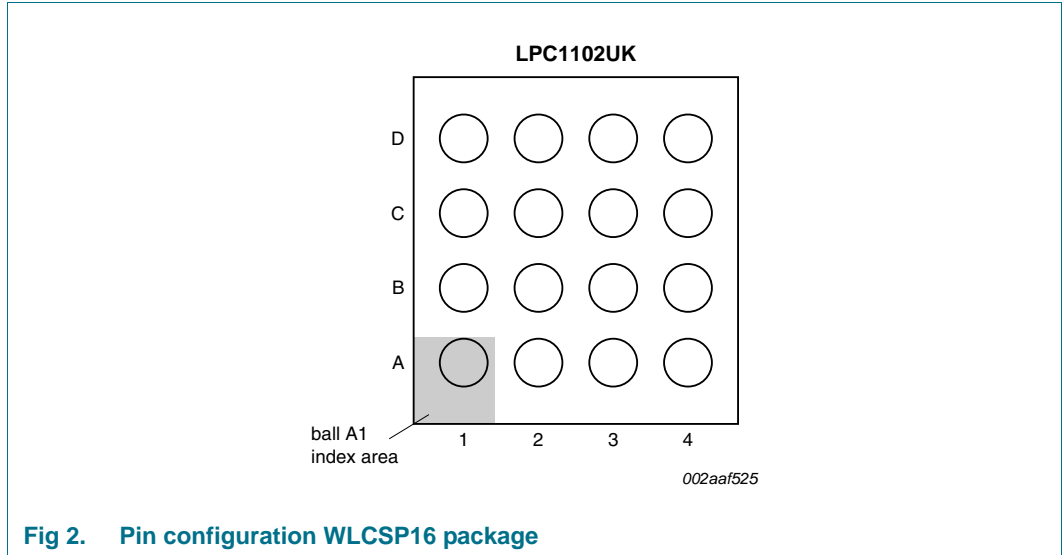 LPC1102UK
D
C
B
A
ball A1
index area
1 2 3 4
002aaf525
Fig 2. Pin configuration WLCSP16 package